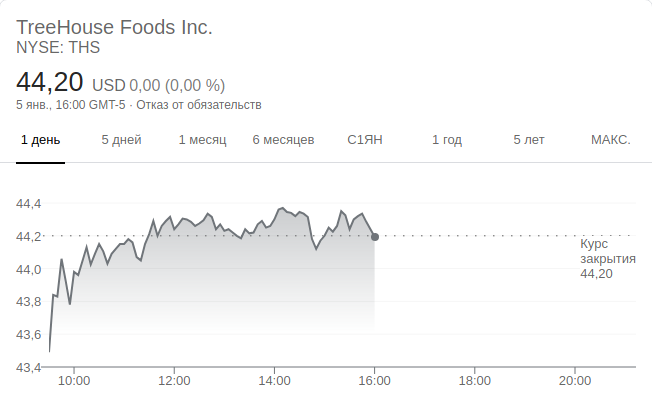 TreeHouse Foods Inc.
NYSE: THS
44,20 USD 0,00 (0,00 %)
5 янв., 16:00 GMT-5 · Отказ от обязательств
1 день 5 дней 1 месяц 6 месяцев С1ЯН 1 год 5 лет МАКС.
44,4
44,2
Курс
закрытия
44,20
44,0
43,8
43,6
43,4
10:00 12:00 14:00 16:00 18:00 20:00